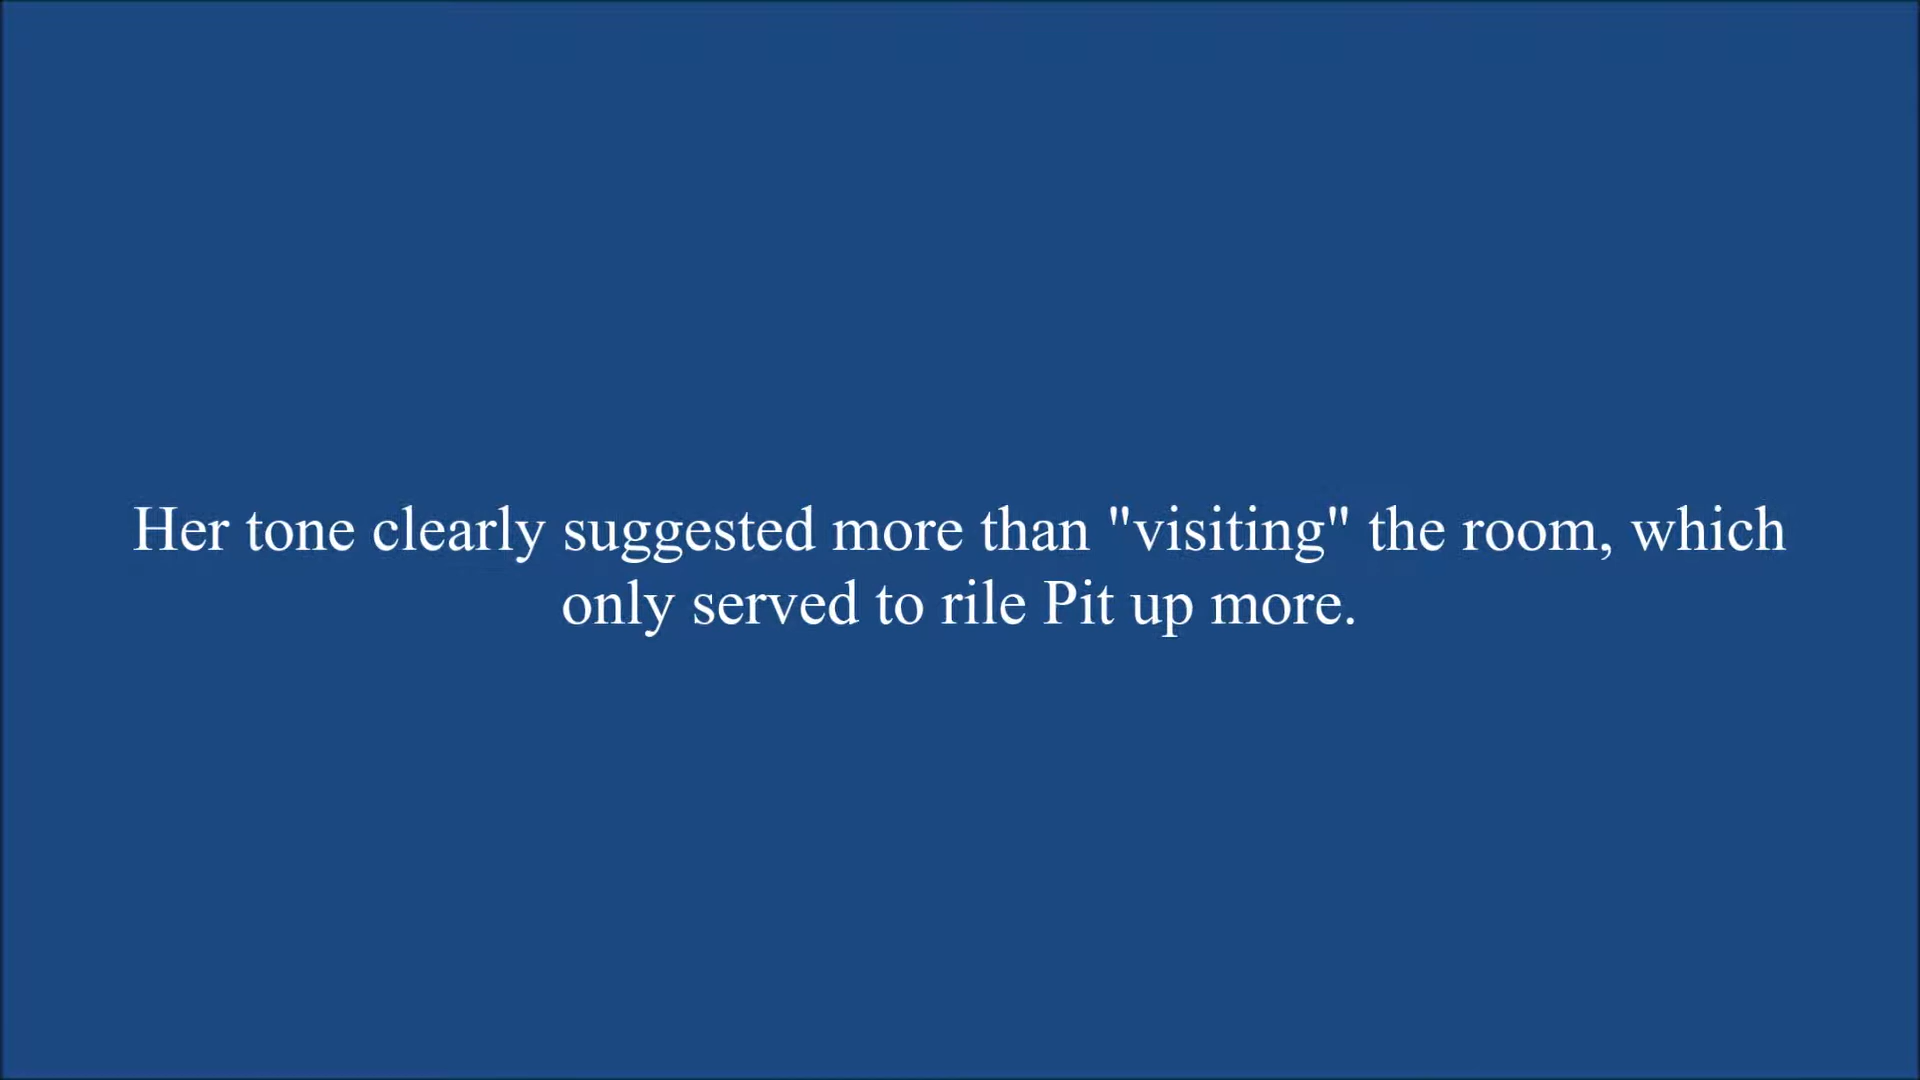 Her tone clearly suggested more than "visiting" the room, which
only served to rile Pit up more.